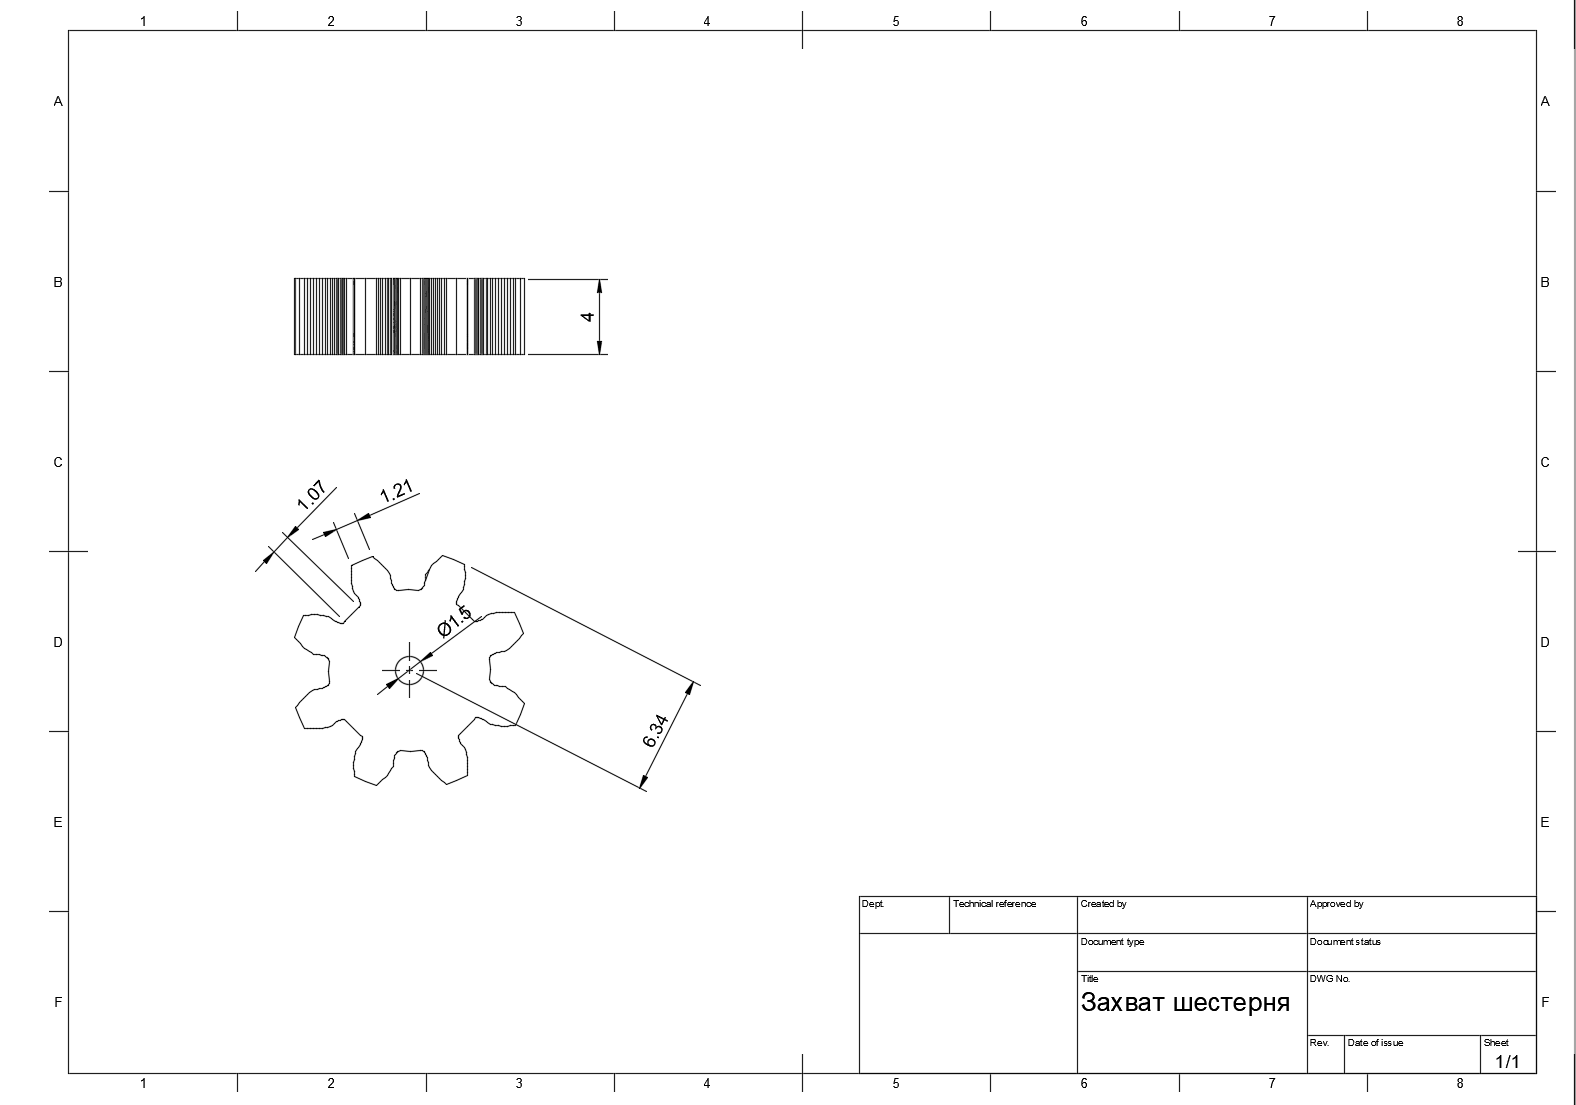 1 2 3 4 5 6 7 8
A A
B B
4
C C
1.07 1.21
Ø1.5
D D
6.34
E E
Dept. Technical reference Created by Approved by
Document type Document status
Title DWG No.
F Захват шестерня F
Rev. Date of issue Sheet
1/1
1 2 3 4 5 6 7 8